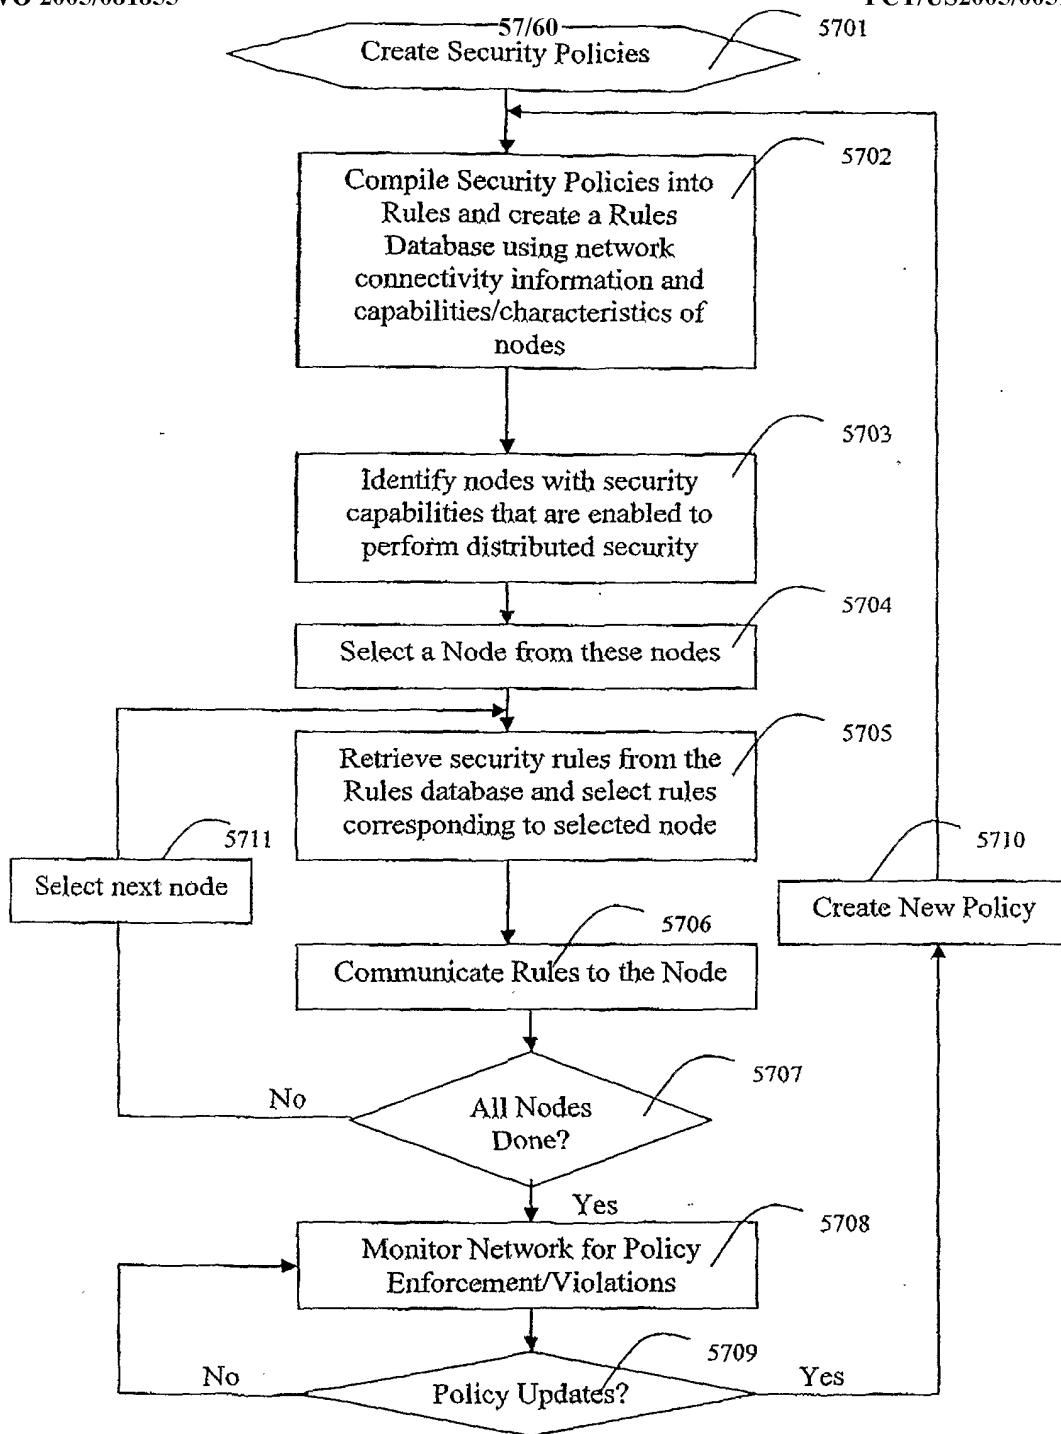 57/60
5701
Create Security Policies
5702
Compile Security Policies into
Rules and create a Rules
Database using network
connectivity information and
capabilities/characteristics of
nodes
5703
Identify nodes with security
capabilities that are enabled to
perform distributed security
5704
Select a Node from these nodes
5705
Retrieve security rules from the
Rules database and select rules
corresponding to selected node
5711
Select next node
5710
Create New Policy
5706
Communicate Rules to the Node
5707
No
All Nodes
Done?
Yes
5708
Monitor Network for Policy
Enforcement/Violations
5709
No
Policy Updates?
Yes